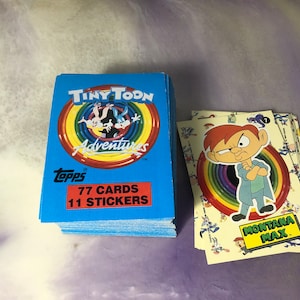 TINY TOON
Adventures
Topps
77 CARDS
11 STICKERS
MONTANA
MAX